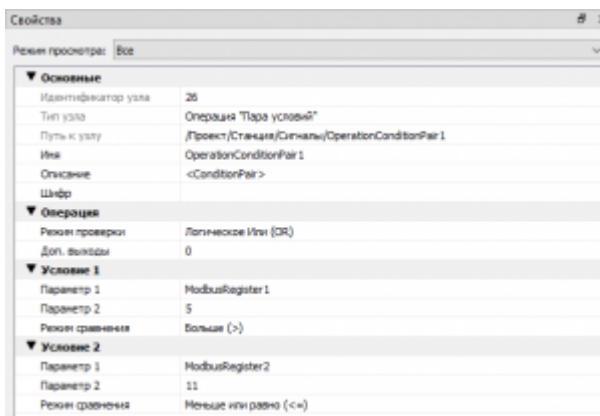 Свойства
Режим просмотра: Все
Основные
Идентификатор узла 26
Тип узла Операция "Пара условий"
Путь к узлу /Проект/Станция/Сигналы/OperationConditionPair1
Имя OperationConditionPair1
Описание <ConditionPair>
Шифр
Операция
Режим проверки Логическое Или (OR)
Доп. выходы 0
Условие 1
Параметр 1 ModbusRegister1
Параметр 2 5
Режим сравнения Больше (>)
Условие 2
Параметр 1 ModbusRegister2
Параметр 2 11
Режим сравнения Меньше или равно (<=)